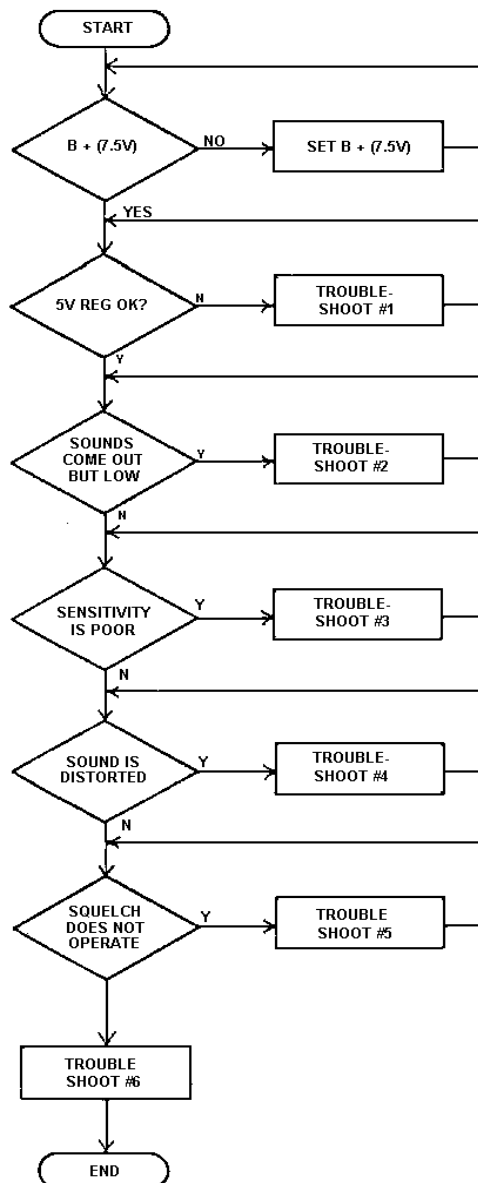 START
B + (7.5V)
NO
SET B + (7.5V)
YES
5V REG OK?
N
TROUBLE-
SHOOT #1
Y
SOUNDS
COME OUT
BUT LOW
Y
TROUBLE-
SHOOT #2
N
SENSITIVITY
IS POOR
Y
TROUBLE-
SHOOT #3
N
SOUND IS
DISTORTED
Y
TROUBLE-
SHOOT #4
N
SQUELCH
DOES NOT
OPERATE
Y
TROUBLE
SHOOT #5
TROUBLE
SHOOT #6
END